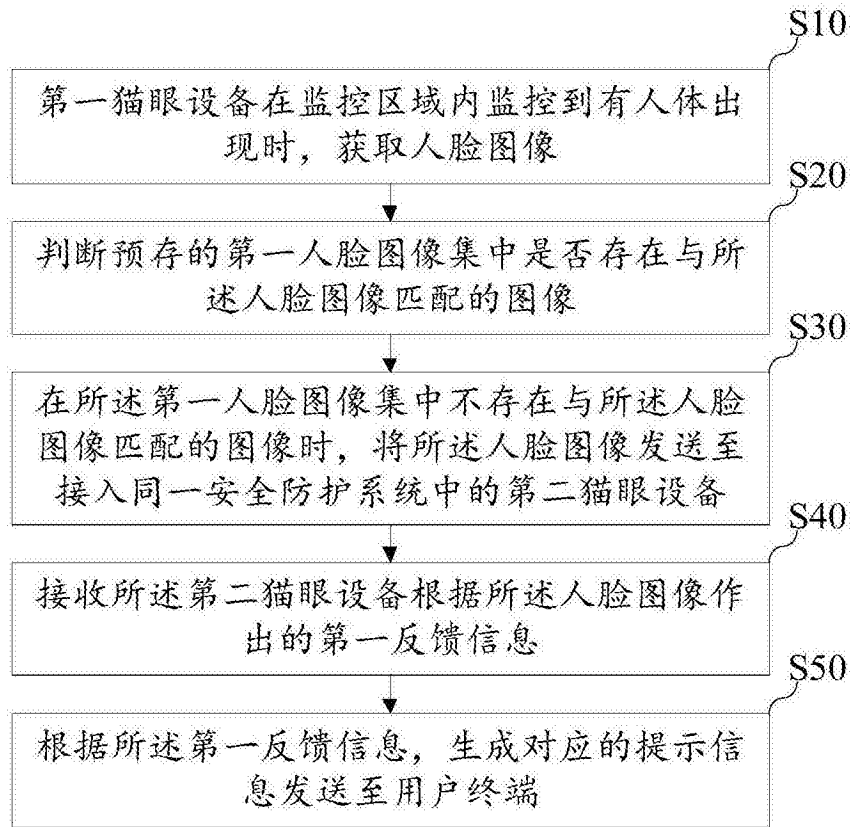 S10
第一猫眼设备在监控区域内监控到有人体出
现时，获取人脸图像
S20
判断预存的第一人脸图像集中是否存在与所
述人脸图像匹配的图像
S30
在所述第一人脸图像集中不存在与所述人脸
图像匹配的图像时，将所述人脸图像发送至
接入同一安全防护系统中的第二猫眼设备
S40
接收所述第二猫眼设备根据所述人脸图像作
出的第一反馈信息
S50
根据所述第一反馈信息，生成对应的提示信
息发送至用户终端